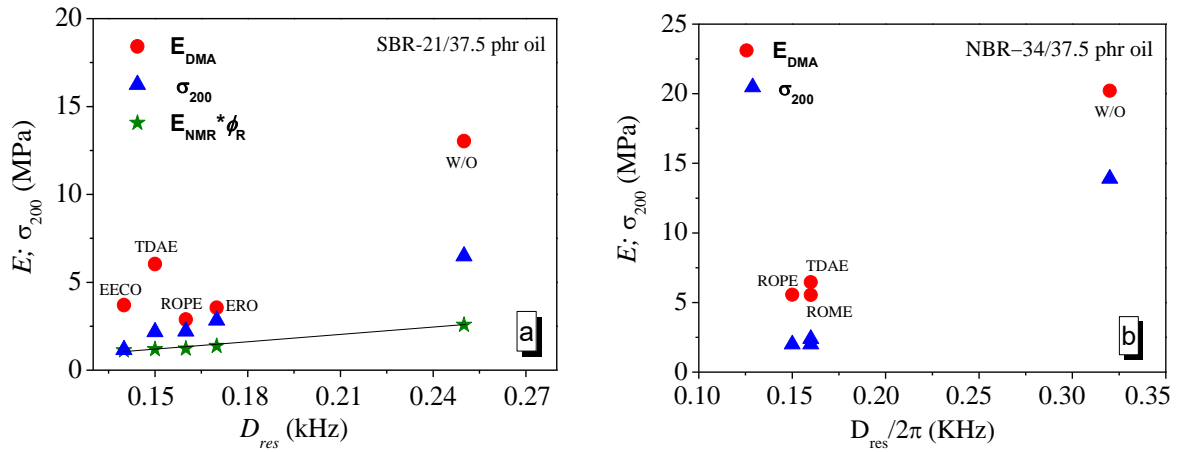 SBR-21/37.5 phr oil
E_DMA
σ_200
E_NMR*ϕ_R
W/O
TDAE
EECO
ROPE
ERO
a
20
15
10
5
0
E; σ_200 (MPa)
0.15 0.18 0.21 0.24 0.27
D_res (kHz)
NBR–34/37.5 phr oil
E_DMA
σ_200
W/O
TDAE
ROPE
ROME
b
25
20
15
10
5
0
E; σ_200 (MPa)
0.10 0.15 0.20 0.25 0.30 0.35
D_res/2π (KHz)